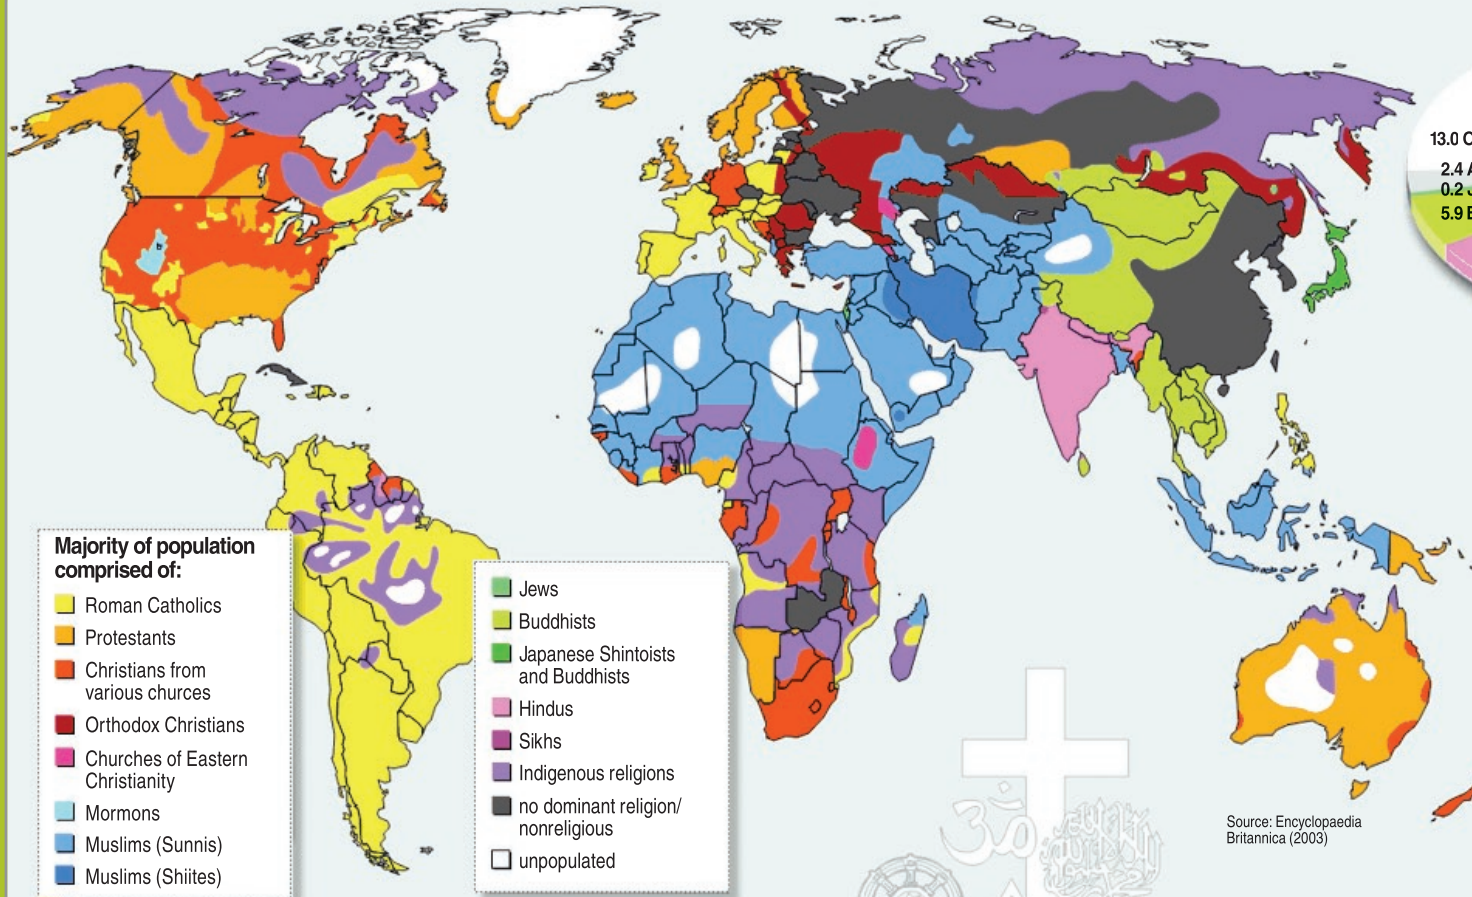 13.0
2.4
0.2
5.9
Majority of population
comprised of:
Roman Catholics
Protestants
Christians from
various churces
Orthodox Christians
Churches of Eastern
Christianity
Mormons
Muslims (Sunnis)
Muslims (Shiites)
Jews
Buddhists
Japanese Shintoists
and Buddhists
Hindus
Sikhs
Indigenous religions
no dominant religion/
nonreligious
unpopulated
Source: Encyclopaedia
Britannica (2003)
ॐ